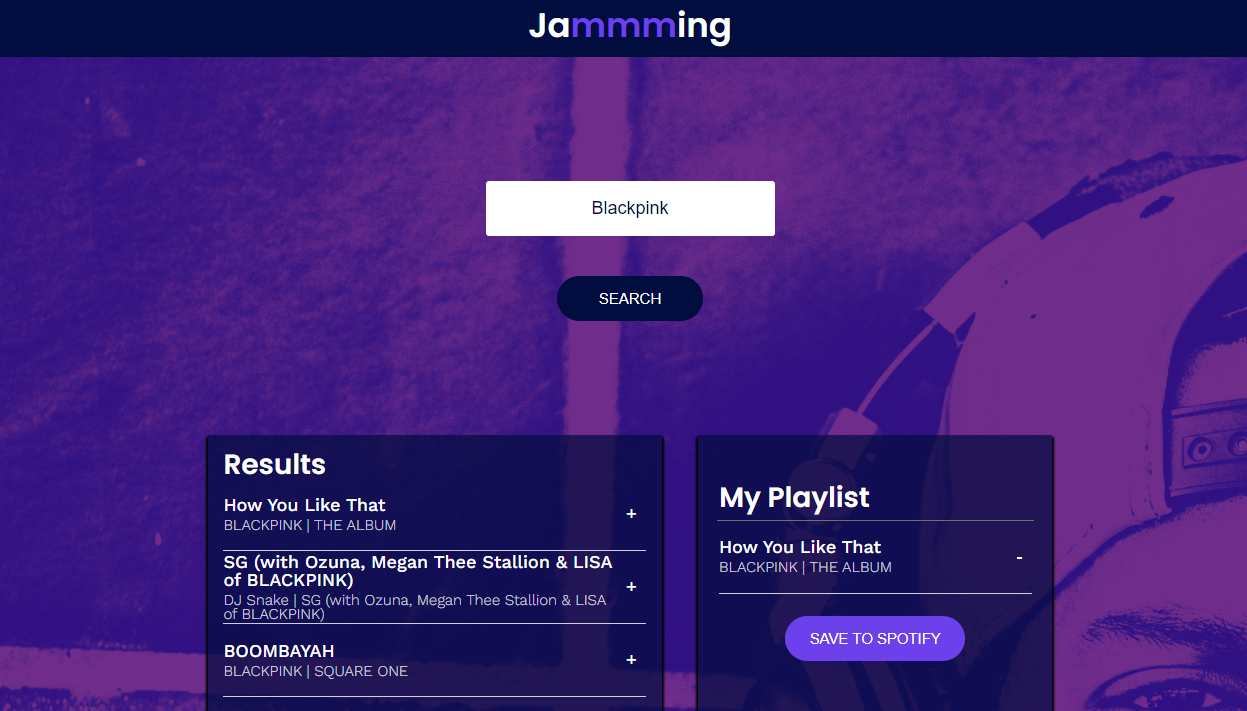 Jammming
Blackpink
SEARCH
Results
How You Like That
BLACKPINK | THE ALBUM
+
SG (with Ozuna, Megan Thee Stallion & LISA
of BLACKPINK)
DJ Snake | SG (with Ozuna, Megan Thee Stallion & LISA
of BLACKPINK)
+
BOOMBAYAH
BLACKPINK | SQUARE ONE
+
My Playlist
How You Like That
BLACKPINK | THE ALBUM
-
SAVE TO SPOTIFY